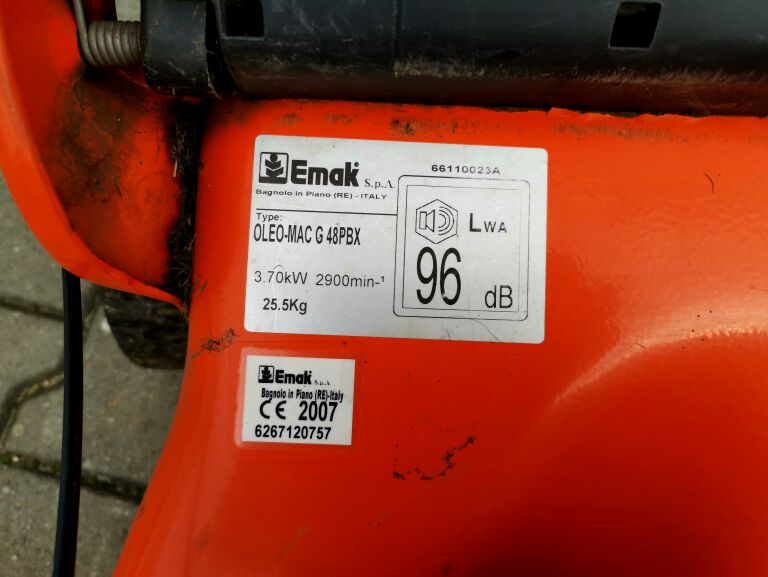 Emak S.p.A
66110023A
Bagnolo in Piano (RE) - ITALY
Type:
OLEO-MAC G 48PBX
3.70kW 2900min-¹
25.5Kg
LWA
96 dB
Emak S.p.A
Bagnolo in Piano (RE)-Italy
CE 2007
6267120757